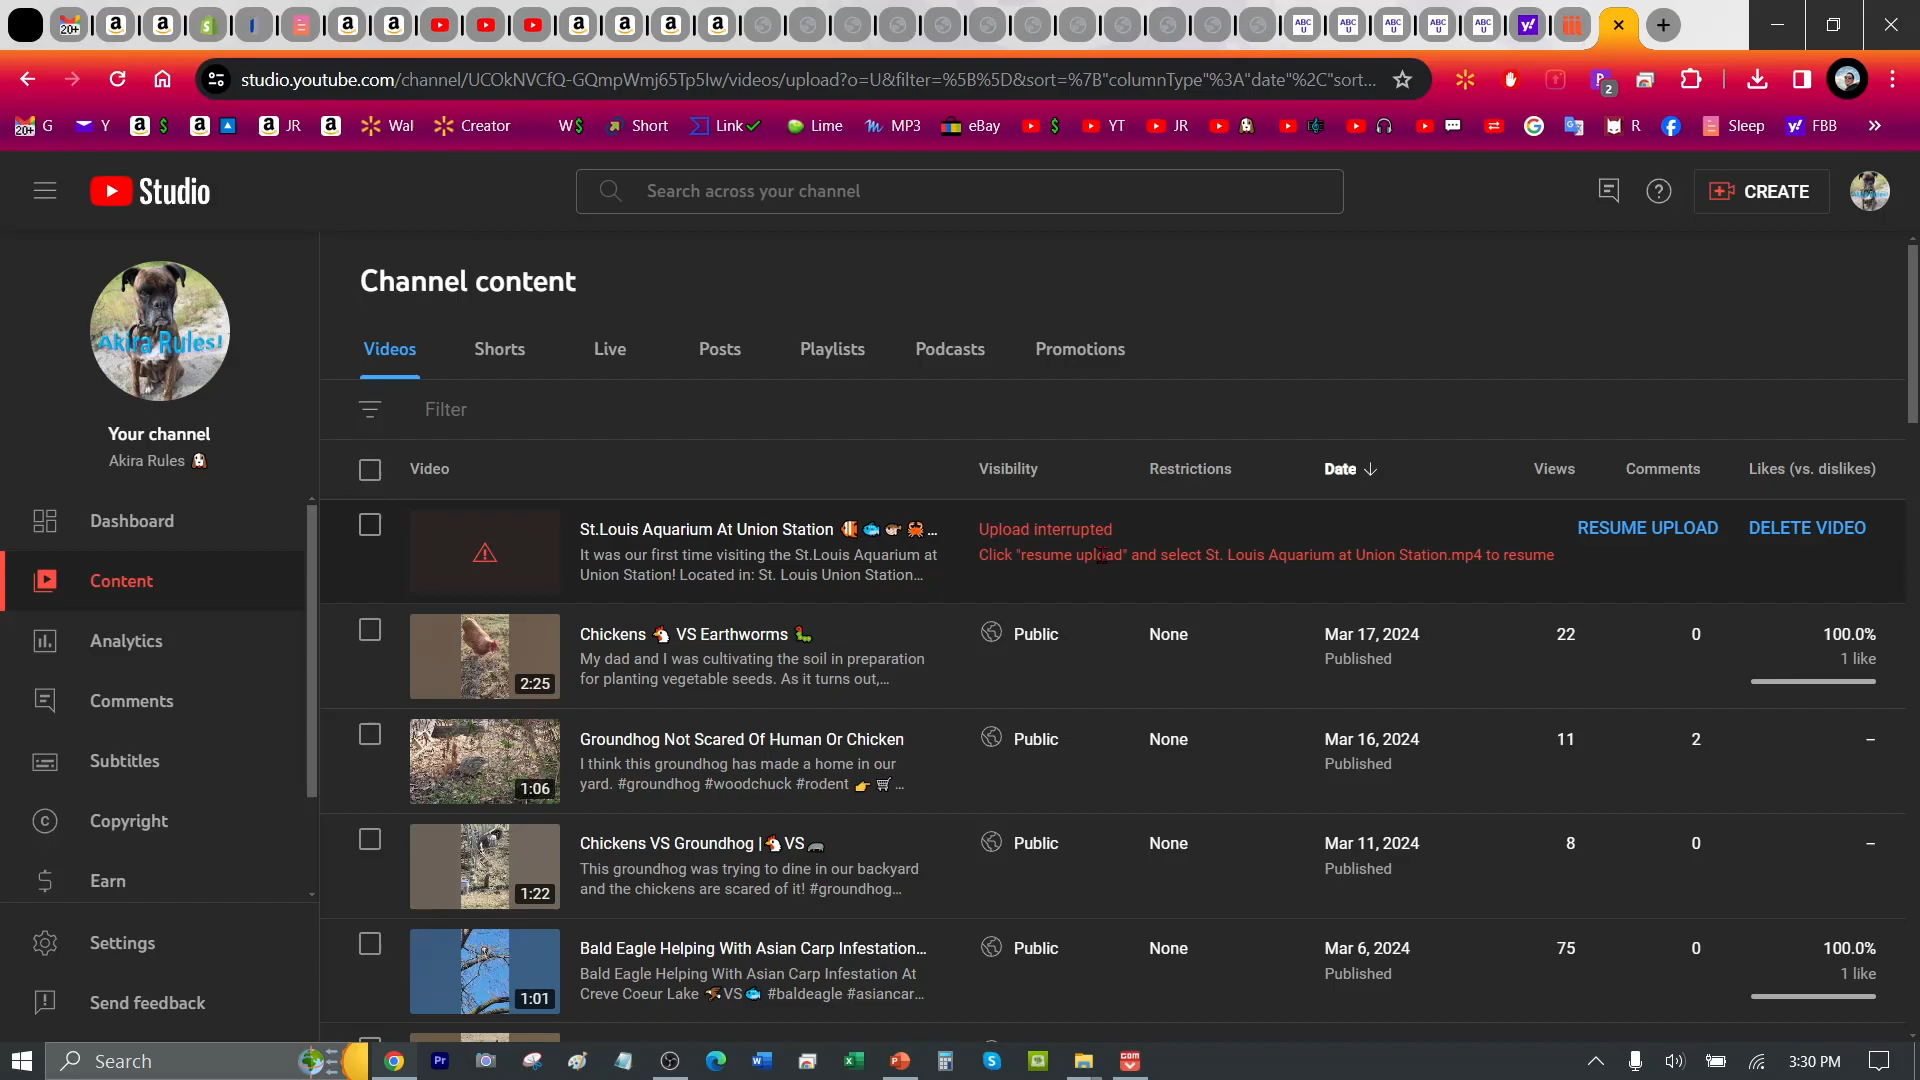 studio.youtube.com/channel/UCOkNVCfQ-GQmpWmj65Tp5Iw/videos/upload?o=U&filter=%5B%5D&sort=%7B"columnType"%3A"date"%2C"sort...
20+ G Y $ JR Wal Creator W$ Short Link Lime MP3 eBay $ YT JR R Sleep FBB »
Studio
Search across your channel
CREATE
Akira Rules!
Your channel
Akira Rules
Dashboard
Content
Analytics
Comments
Subtitles
Copyright
Earn
Settings
Send feedback
Channel content
Videos Shorts Live Posts Playlists Podcasts Promotions
Filter
Video Visibility Restrictions Date Views Comments Likes (vs. dislikes)
St.Louis Aquarium At Union Station 🐠 🐟 🐡 🦀 ...
It was our first time visiting the St.Louis Aquarium at
Union Station! Located in: St. Louis Union Station...
Upload interrupted
Click "resume upload" and select St. Louis Aquarium at Union Station.mp4 to resume
RESUME UPLOAD DELETE VIDEO
2:25
Chickens 🐔 VS Earthworms 🐛
My dad and I was cultivating the soil in preparation
for planting vegetable seeds. As it turns out,...
Public None Mar 17, 2024 22 0 100.0%
Published 1 like
1:06
Groundhog Not Scared Of Human Or Chicken
I think this groundhog has made a home in our
yard. #groundhog #woodchuck #rodent 👉 🛒 ...
Public None Mar 16, 2024 11 2 –
Published
1:22
Chickens VS Groundhog |🐔VS🦡
This groundhog was trying to dine in our backyard
and the chickens are scared of it! #groundhog...
Public None Mar 11, 2024 8 0 –
Published
1:01
Bald Eagle Helping With Asian Carp Infestation...
Bald Eagle Helping With Asian Carp Infestation At
Creve Coeur Lake 🦅VS🐟 #baldeagle #asiancar...
Public None Mar 6, 2024 75 0 100.0%
Published 1 like
Search
3:30 PM